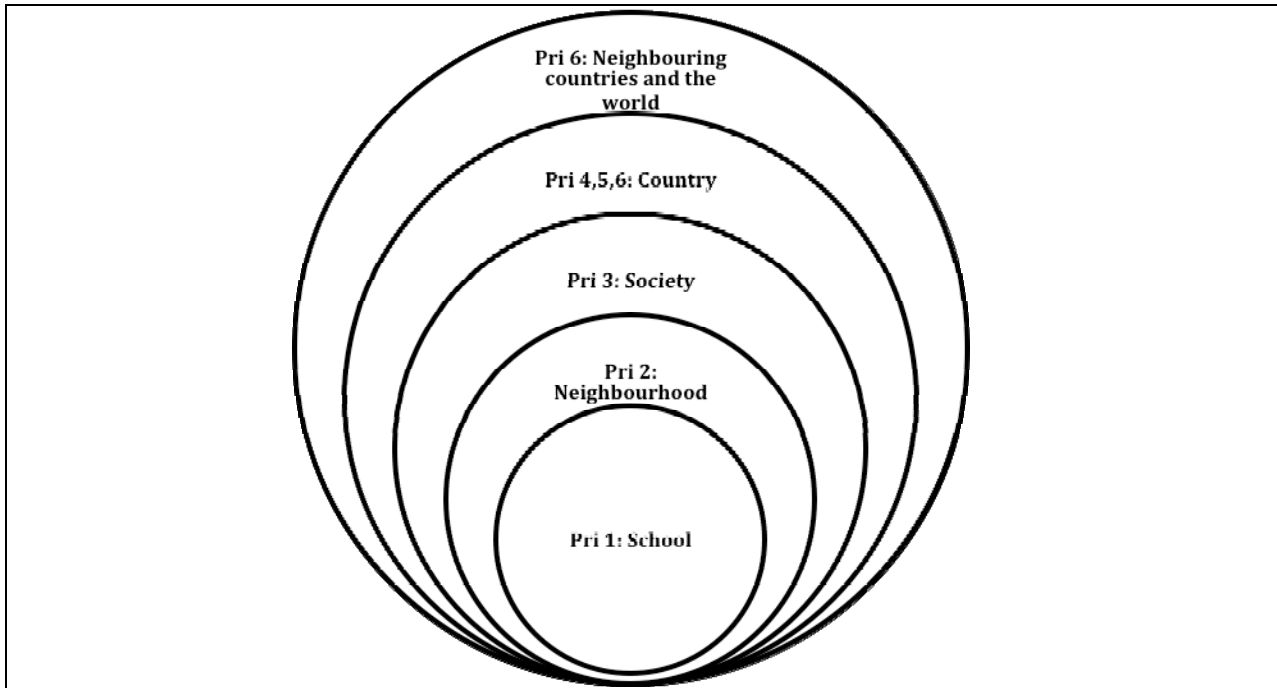 Pri 6: Neighbouring
countries and the
world
Pri 4,5,6: Country
Pri 3: Society
Pri 2:
Neighbourhood
Pri 1: School